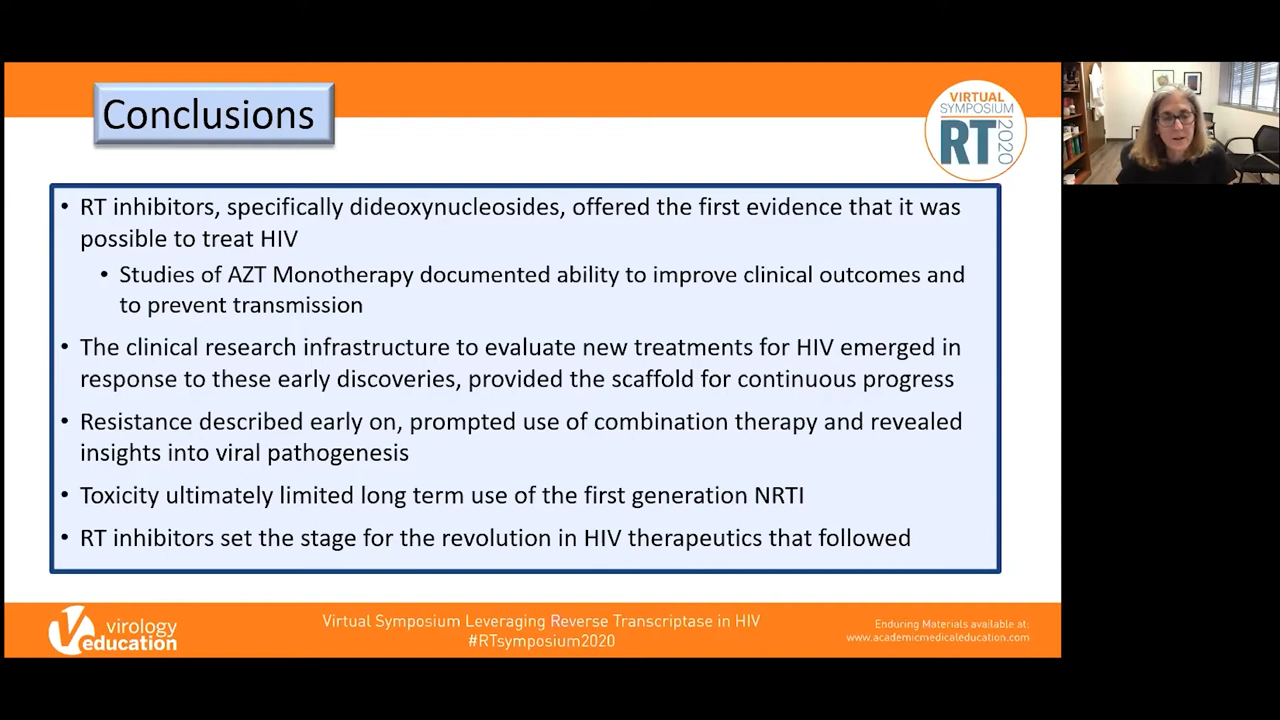 Conclusions
VIRTUAL
SYMPOSIUM
RT
2020
• RT inhibitors, specifically dideoxynucleosides, offered the first evidence that it was
possible to treat HIV
• Studies of AZT Monotherapy documented ability to improve clinical outcomes and
to prevent transmission
• The clinical research infrastructure to evaluate new treatments for HIV emerged in
response to these early discoveries, provided the scaffold for continuous progress
• Resistance described early on, prompted use of combination therapy and revealed
insights into viral pathogenesis
• Toxicity ultimately limited long term use of the first generation NRTI
• RT inhibitors set the stage for the revolution in HIV therapeutics that followed
virology
education
Virtual Symposium Leveraging Reverse Transcriptase in HIV
#RTsymposium2020
Enduring Materials available at:
www.academicmedicaleducation.com